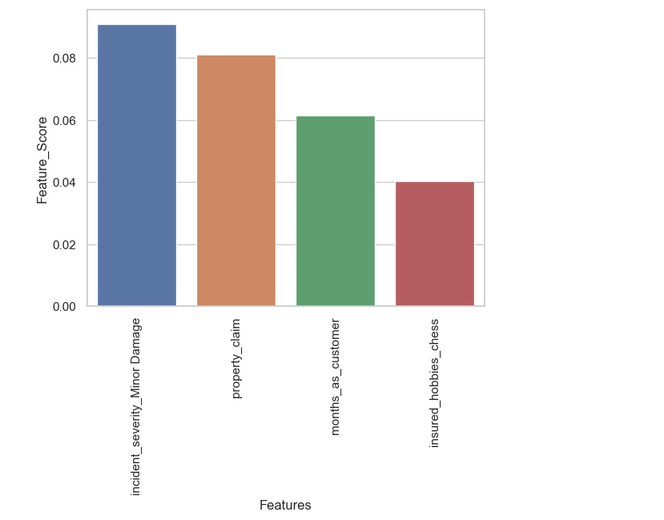 Feature_Score
0.08
0.06
0.04
0.02
0.00
incident_severity_Minor Damage
property_claim
months_as_customer
insured_hobbies_chess
Features